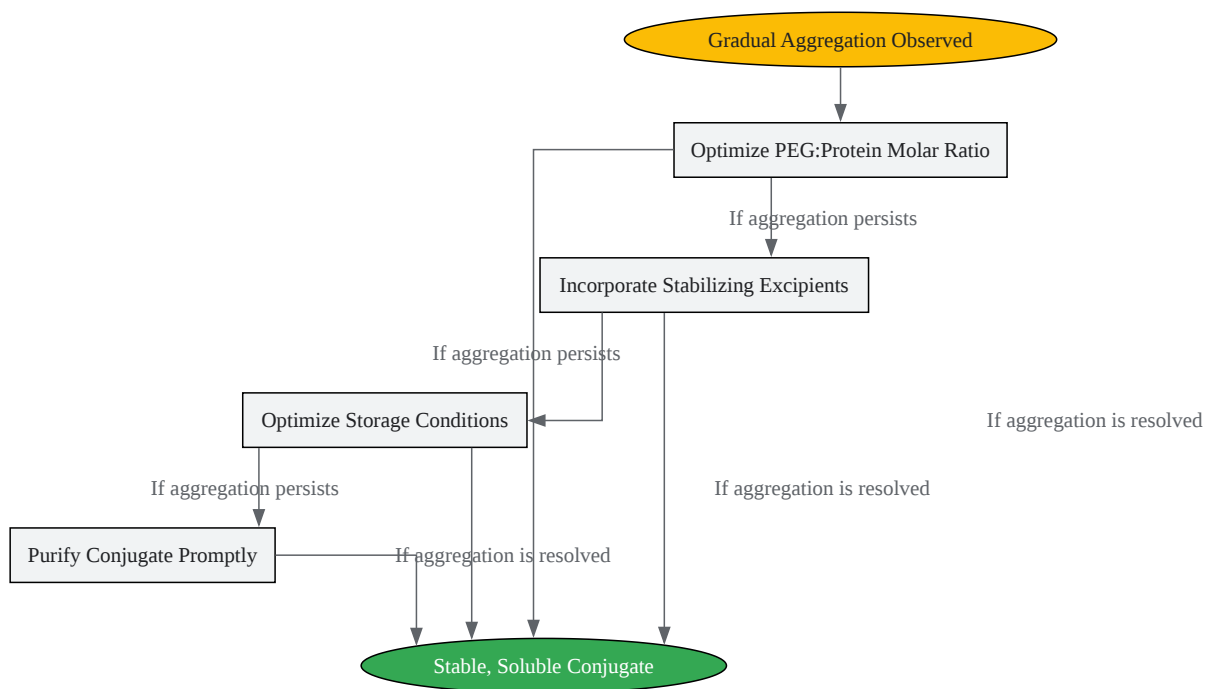 Gradual Aggregation Observed
Optimize PEG:Protein Molar Ratio
If aggregation persists
Incorporate Stabilizing Excipients
If aggregation persists
Optimize Storage Conditions
If aggregation is resolved
If aggregation persists
If aggregation is resolved
Purify Conjugate Promptly
If aggregation is resolved
Stable, Soluble Conjugate